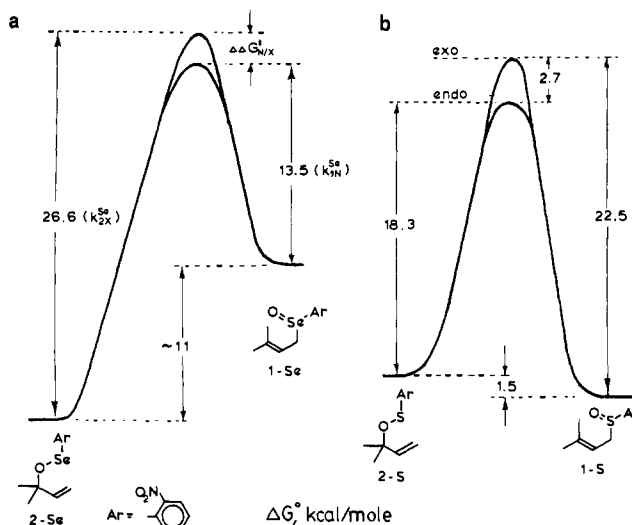 a
b
ΔΔG‡N/X
exo
endo
2.7
26.6 (k2XSe)
13.5 (k1NSe)
18.3
22.5
~11
1.5
O Se Ar
1-Se
Ar
O-Se
2-Se
Ar= O2N
Ar
S
O
2-S
O S A
1-S
ΔG,° kcal/mole